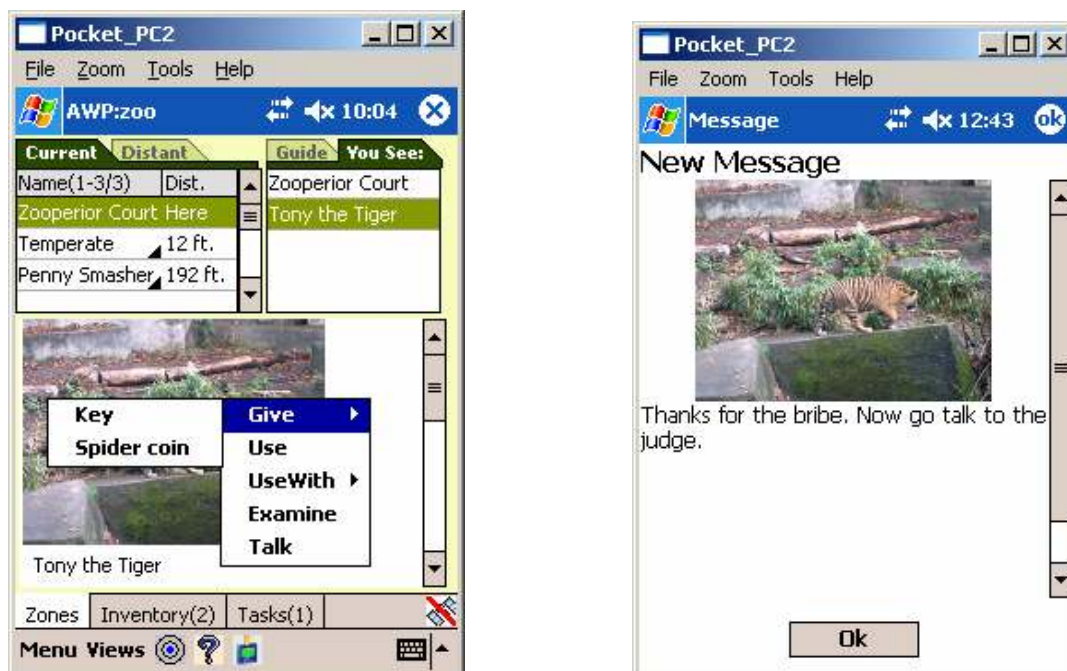 Pocket_PC2
File Zoom Tools Help
AWP:zoo 10:04
Current Distant
Name(1-3/3) Dist.
Zooperior Court Here
Temperate 12 ft.
Penny Smasher 192 ft.
Guide You See:
Zooperior Court
Tony the Tiger
Key
Spider coin
Give
Use
UseWith
Examine
Talk
Tony the Tiger
Zones Inventory(2) Tasks(1)
Menu Views
Pocket_PC2
File Zoom Tools Help
Message 12:43 ok
New Message
Thanks for the bribe. Now go talk to the
judge.
Ok